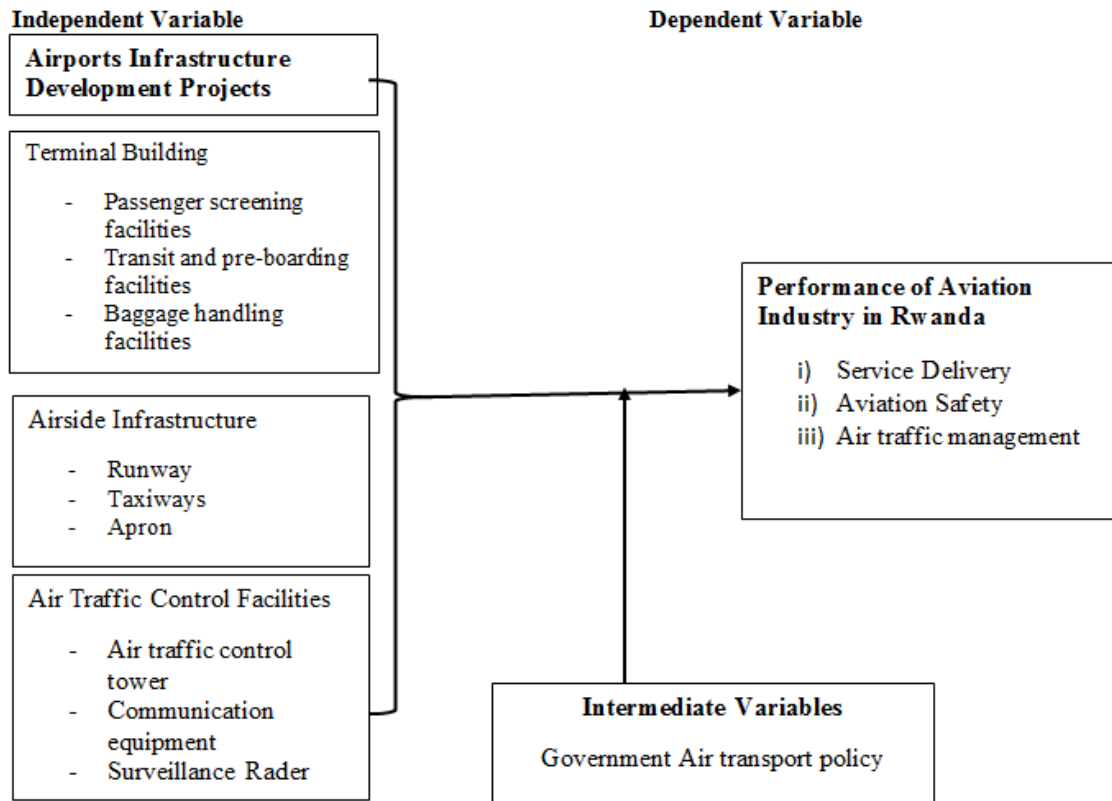 Independent Variable
Dependent Variable
Airports Infrastructure
Development Projects
Terminal Building
- Passenger screening
facilities
- Transit and pre-boarding
facilities
- Baggage handling
facilities
Airside Infrastructure
- Runway
- Taxiways
- Apron
Air Traffic Control Facilities
- Air traffic control
tower
- Communication
equipment
- Surveillance Rader
Performance of Aviation
Industry in Rwanda
i) Service Delivery
ii) Aviation Safety
iii) Air traffic management
Intermediate Variables
Government Air transport policy